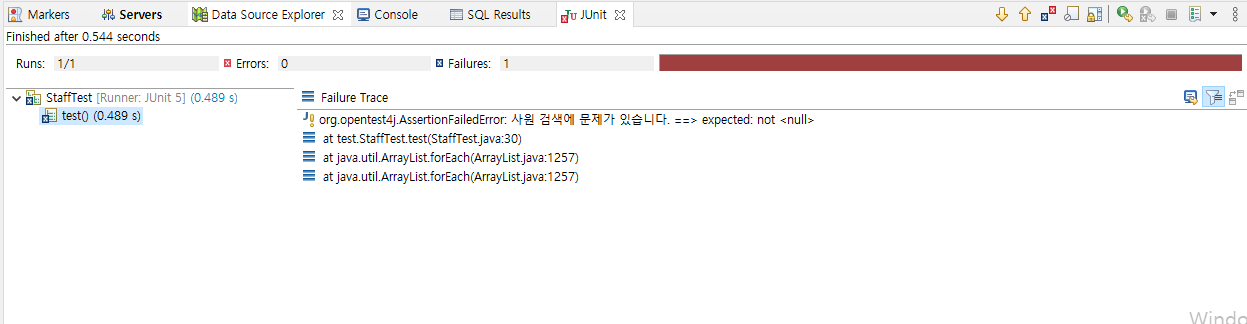 Markers Servers Data Source Explorer Console SQL Results JUnit
Finished after 0.544 seconds
Runs: 1/1 Errors: 0 Failures: 1
StaffTest [Runner: JUnit 5] (0.489 s)
test() (0.489 s)
Failure Trace
org.opentest4j.AssertionFailedError: 사원 검색에 문제가 있습니다. ==> expected: not <null>
at test.StaffTest.test(StaffTest.java:30)
at java.util.ArrayList.forEach(ArrayList.java:1257)
at java.util.ArrayList.forEach(ArrayList.java:1257)